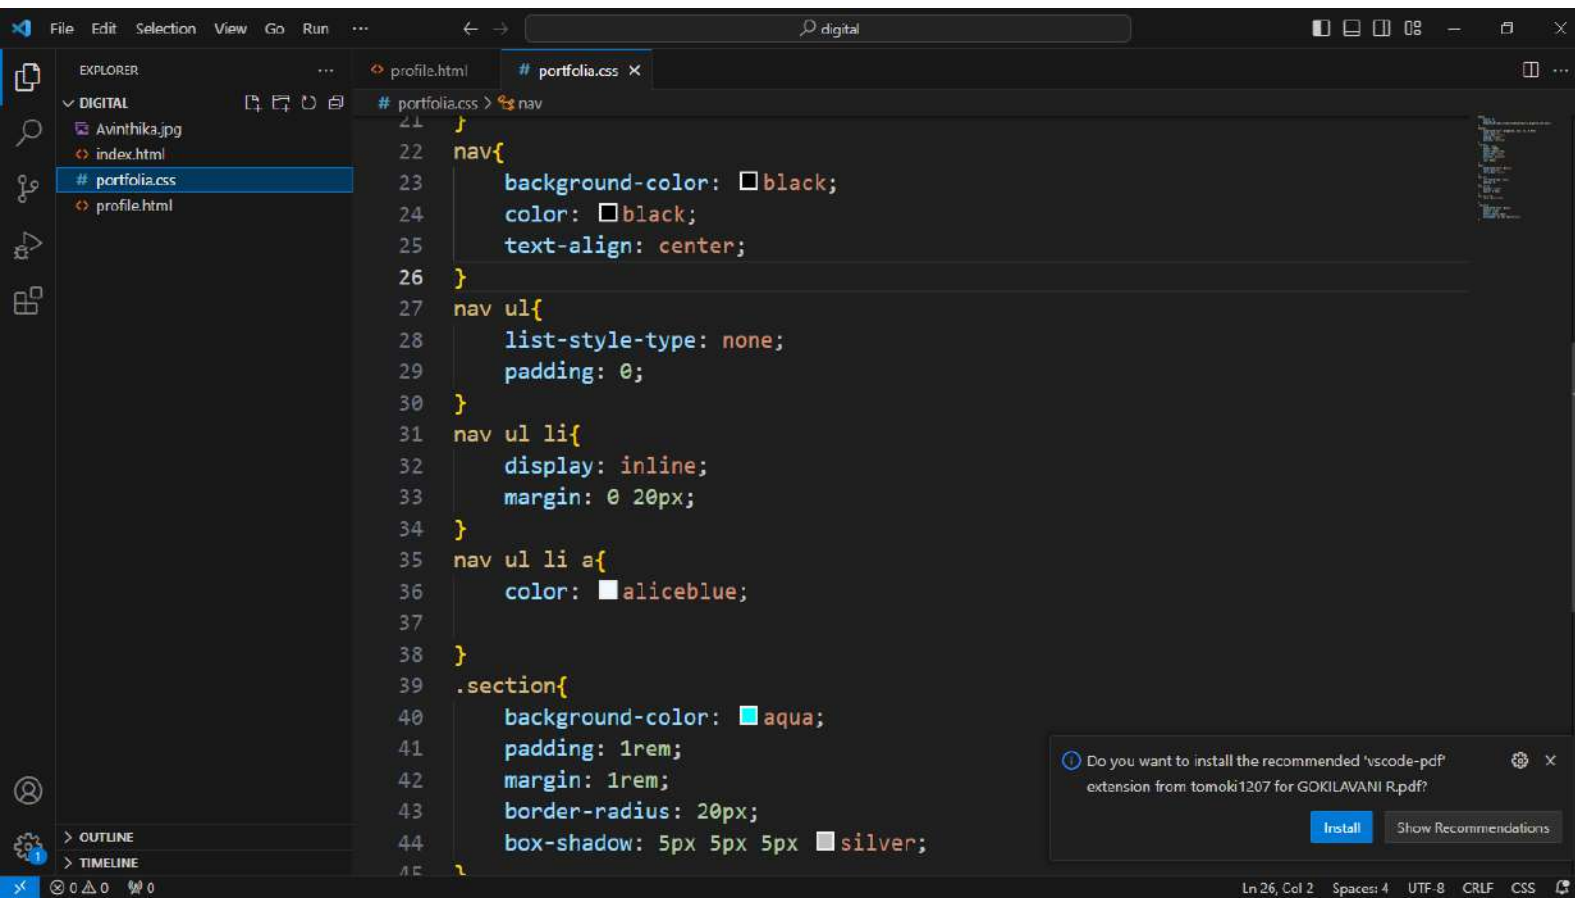 File Edit Selection View Go Run ···
digital
EXPLORER ···
DIGITAL
Avinthika.jpg
index.html
# portfolia.css
profile.html
OUTLINE
TIMELINE
profile.html
# portfolia.css ×
# portfolia.css > nav
21 }
22 nav{
23 background-color: black;
24 color: black;
25 text-align: center;
26 }
27 nav ul{
28 list-style-type: none;
29 padding: 0;
30 }
31 nav ul li{
32 display: inline;
33 margin: 0 20px;
34 }
35 nav ul li a{
36 color: aliceblue;
37
38 }
39 .section{
40 background-color: aqua;
41 padding: 1rem;
42 margin: 1rem;
43 border-radius: 20px;
44 box-shadow: 5px 5px 5px silver;
45 }
Do you want to install the recommended 'vscode-pdf'
extension from tomoki1207 for GOKILAVANI R.pdf?
Install Show Recommendations
1
0 0 0
Ln 26, Col 2 Spaces: 4 UTF-8 CRLF CSS